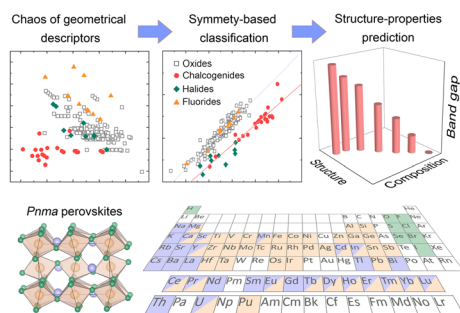 Chaos of geometrical descriptors
Symmety-based classification
Structure-properties prediction
Oxides
Chalcogenides
Halides
Fluorides
Band gap
Structure
Composition
Pnma perovskites
H He
Li Be B C N O F Ne
Na Mg Al Si P S Cl Ar
K Ca Sc Ti V Cr Mn Fe Co Ni Cu Zn Ga Ge As Se Br Kr
Rb Sr Y Zr Nb Mo Tc Ru Rh Pd Ag Cd In Sn Sb Te I Xe
Cs Ba La Hf Ta W Re Os Ir Pt Au Hg Tl Pb Bi Po At Rn
Ce Pr Nd Pm Sm Eu Gd Tb Dy Ho Er Tm Yb Lu
Th Pa U Np Pu Am Cm Bk Cf Es Fm Md No Lr